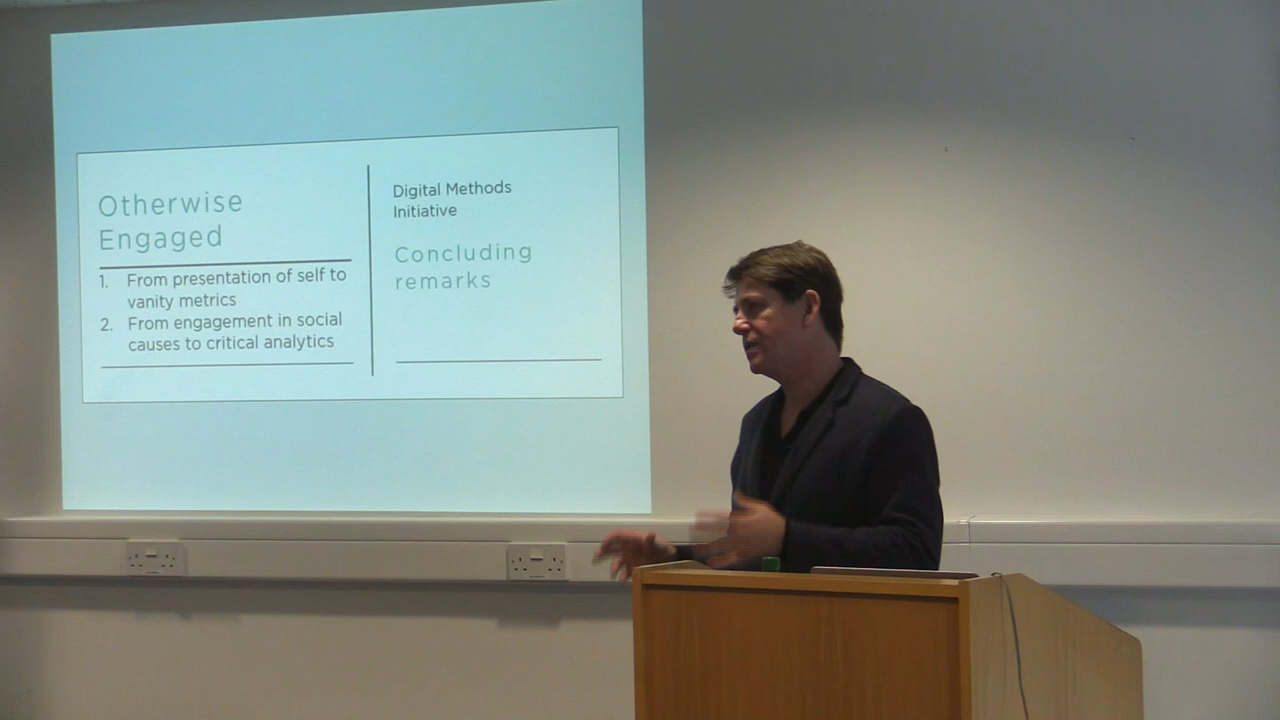 Otherwise
Engaged
1. From presentation of self to
vanity metrics
2. From engagement in social
causes to critical analytics
Digital Methods
Initiative
Concluding
remarks